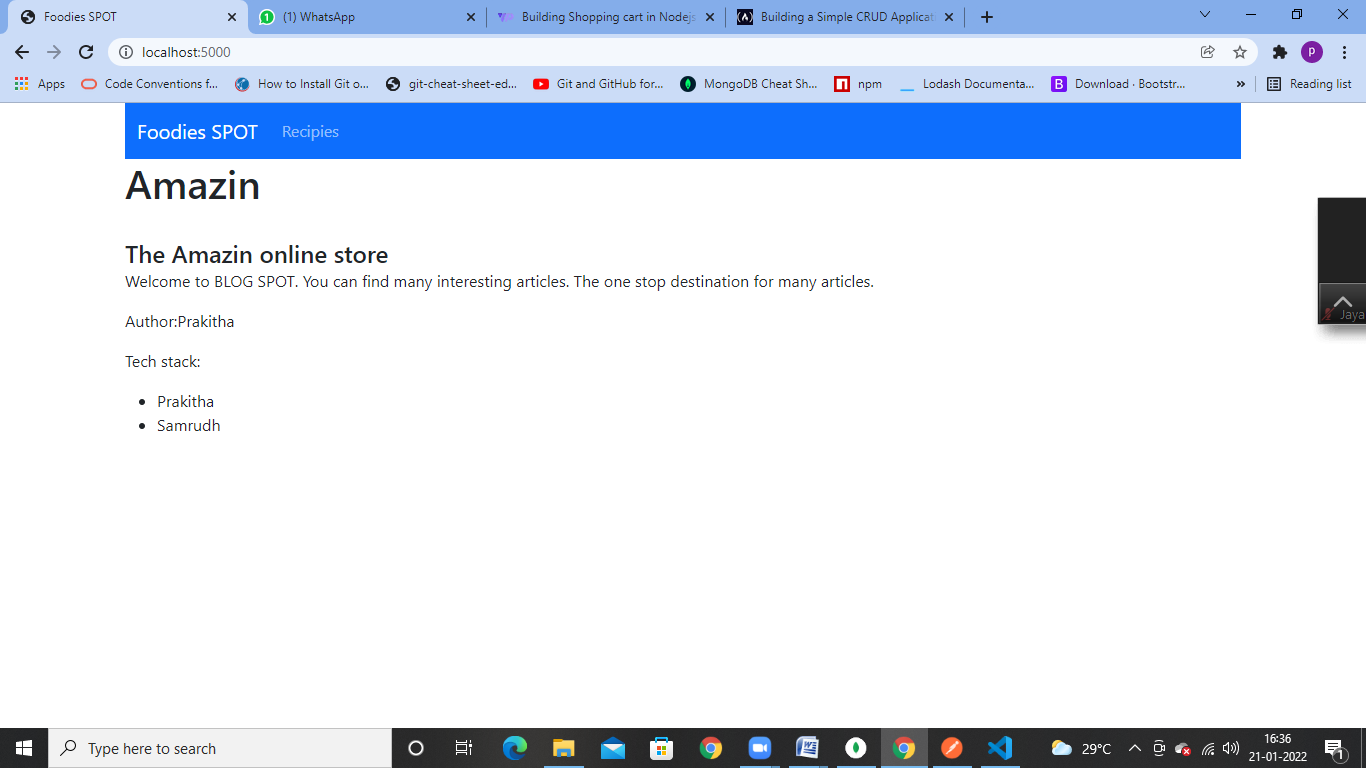 Foodies SPOT
(1) WhatsApp
Building Shopping cart in Nodejs
Building a Simple CRUD Applicat
localhost:5000
P
Apps
Code Conventions f...
How to Install Git o...
git-cheat-sheet-ed...
Git and GitHub for...
MongoDB Cheat Sh...
npm
Lodash Documenta...
B
Download · Bootstr...
»
Reading list
Foodies SPOT Recipies
Amazin
The Amazin online store
Welcome to BLOG SPOT. You can find many interesting articles. The one stop destination for many articles.
Author:Prakitha
Tech stack:
• Prakitha
• Samrudh
Jaya
Type here to search
29°C
16:36
21-01-2022
1